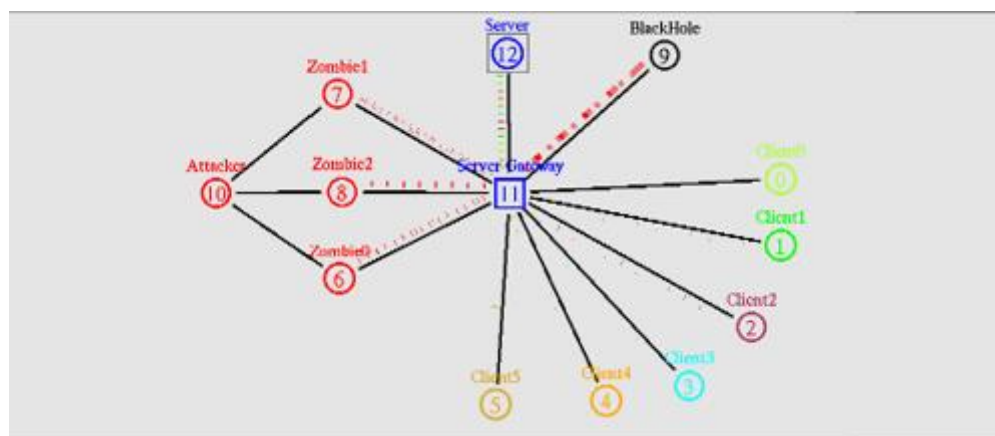 Server
12
BlackHole
9
Zombie1
7
Attacker
10
Zombie2
8
Server Gateway
11
Client0
0
Client1
1
Zombie0
6
Client2
2
Client3
3
Client4
4
Client5
5